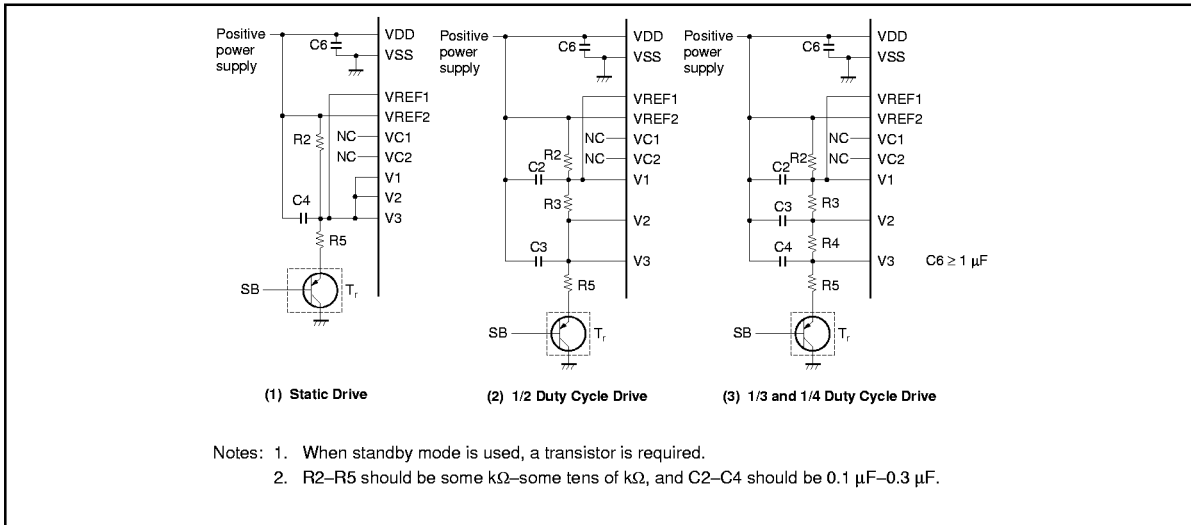 Positive power supply
C6
VDD
VSS
VREF1
VREF2
R2
NC
VC1
NC
VC2
V1
V2
C4
V3
R5
SB
Tr
(1) Static Drive
Positive power supply
C6
VDD
VSS
VREF1
VREF2
NC
VC1
R2
NC
VC2
C2
V1
R3
V2
C3
V3
R5
SB
Tr
(2) 1/2 Duty Cycle Drive
Positive power supply
C6
VDD
VSS
VREF1
VREF2
NC
VC1
R2
NC
VC2
C2
V1
R3
C3
V2
R4
C4
V3
C6 ≥ 1 μF
R5
SB
Tr
(3) 1/3 and 1/4 Duty Cycle Drive
Notes: 1. When standby mode is used, a transistor is required.
2. R2–R5 should be some kΩ–some tens of kΩ, and C2–C4 should be 0.1 μF–0.3 μF.